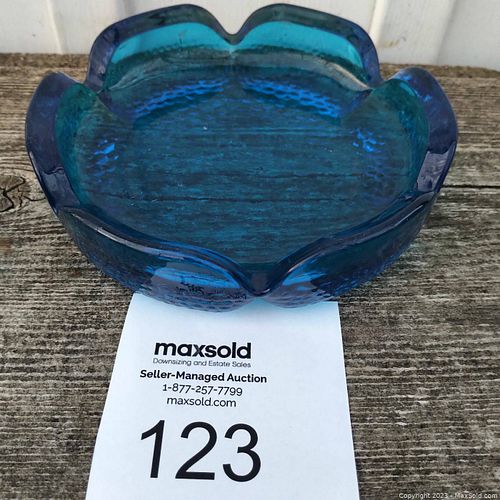 maxsold
Downsizing and Estate Sales
Seller-Managed Auction
1-877-257-7799
maxsold.com
123
Copyright 2023 - MaxSold.com